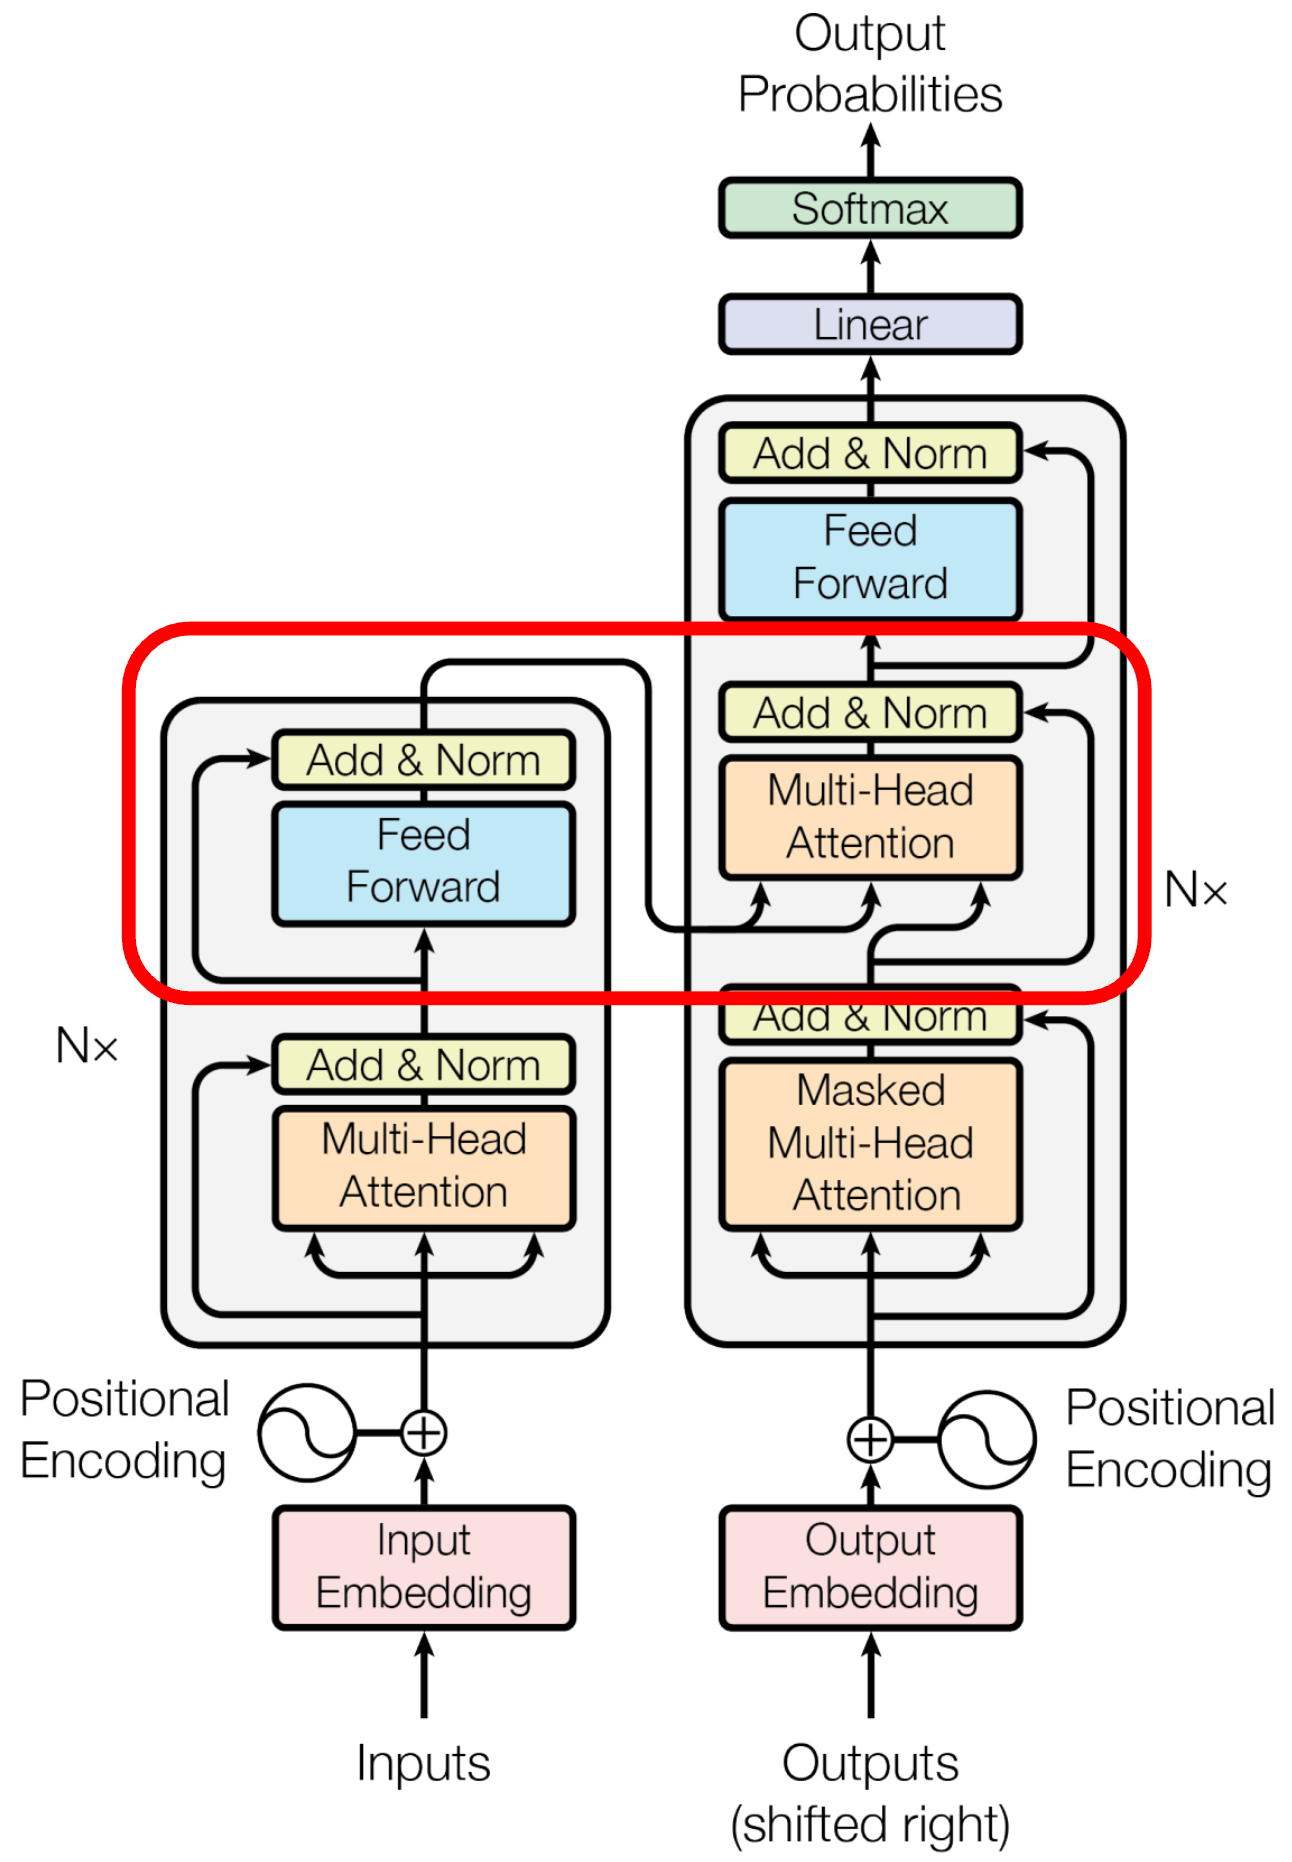 Output
Probabilities
Softmax
Linear
Add & Norm
Feed
Forward
Add & Norm
Multi-Head
Attention
Add & Norm
Feed
Forward
N×
Add & Norm
Masked
Multi-Head
Attention
N×
Add & Norm
Multi-Head
Attention
Positional
Encoding
Positional
Encoding
Input
Embedding
Output
Embedding
Inputs
Outputs
(shifted right)